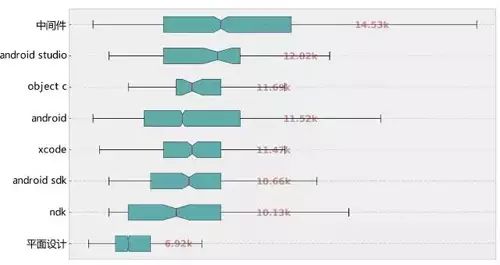 中间件 14.53k
android studio 12.02k
object c 11.69k
android 11.52k
xcode 11.47k
android sdk 10.66k
ndk 10.13k
平面设计 6.92k